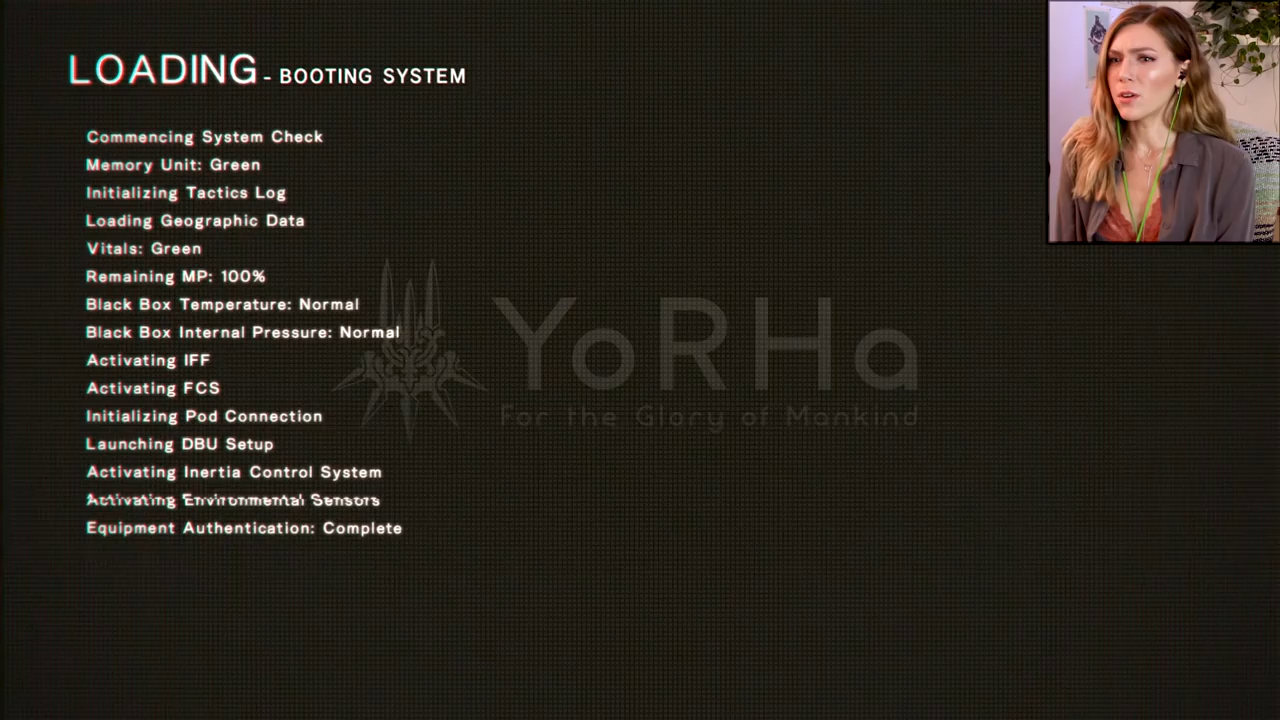 LOADING - BOOTING SYSTEM
Commencing System Check
Memory Unit: Green
Initializing Tactics Log
Loading Geographic Data
Vitals: Green
Remaining MP: 100%
Black Box Temperature: Normal
Black Box Internal Pressure: Normal
Activating IFF
Activating FCS
Initializing Pod Connection
Launching DBU Setup
Activating Inertia Control System
Activating Environmental Sensors
Equipment Authentication: Complete
YoRHa
For the Glory of Mankind